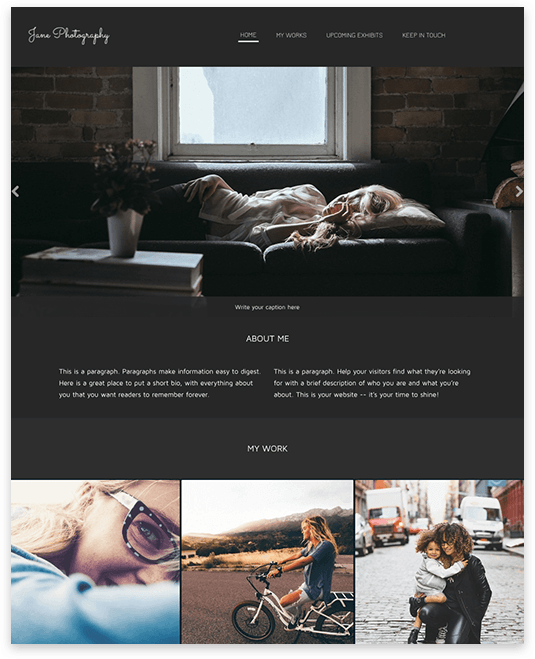 Jane Photography
HOME MY WORKS UPCOMING EXHIBITS KEEP IN TOUCH
Write your caption here
ABOUT ME
This is a paragraph. Paragraphs make information easy to digest.
Here is a great place to put a short bio, with everything about
you that you want readers to remember forever.
This is a paragraph. Help your visitors find what they're looking
for with a brief description of who you are and what you're
about. This is your website -- it's your time to shine!
MY WORK